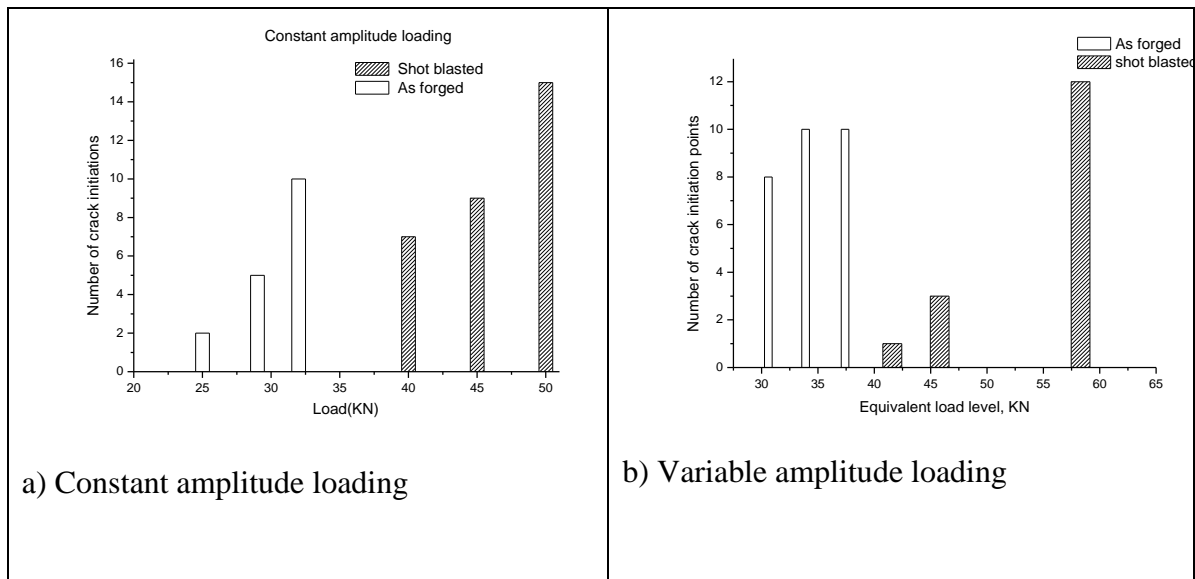 Constant amplitude loading
Shot blasted
As forged
Number of crack initiations
16
14
12
10
8
6
4
2
0
20 25 30 35 40 45 50
Load(KN)
a) Constant amplitude loading
As forged
shot blasted
Number of crack initiation points
12
10
8
6
4
2
0
30 35 40 45 50 55 60 65
Equivalent load level, KN
b) Variable amplitude loading